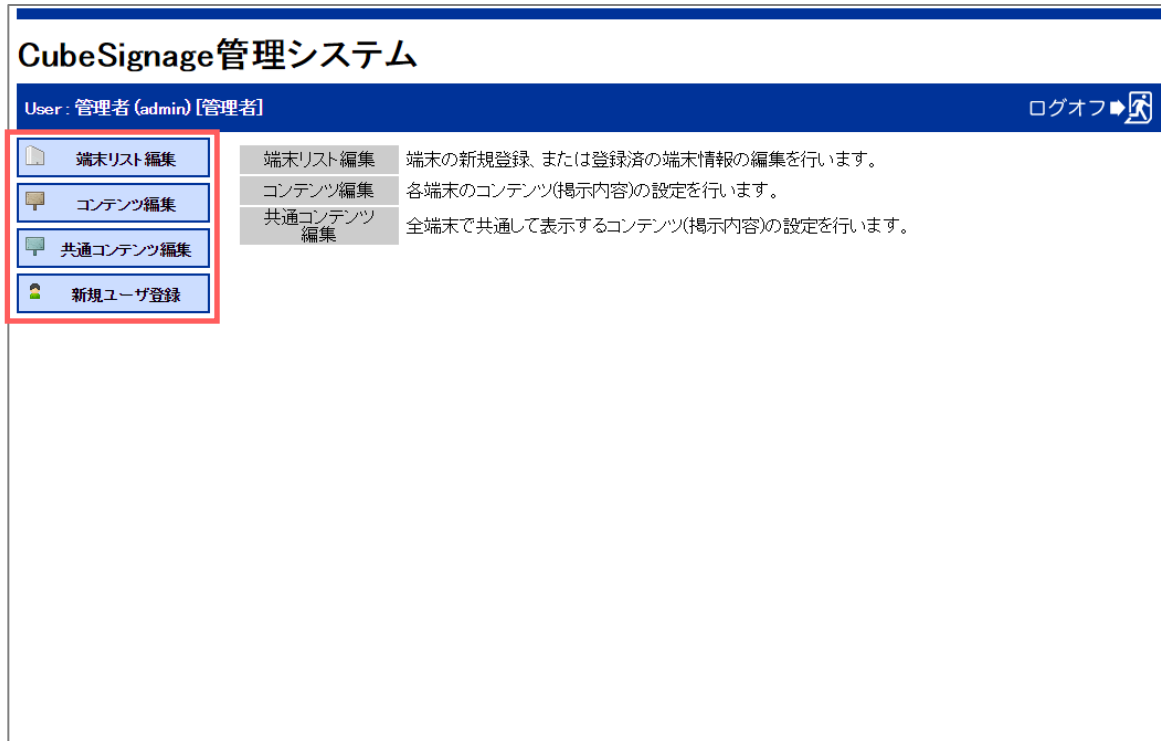 CubeSignage管理システム
User : 管理者 (admin) [管理者]
ログオフ
端末リスト編集
コンテンツ編集
共通コンテンツ編集
新規ユーザ登録
端末リスト編集 端末の新規登録、または登録済の端末情報の編集を行います。
コンテンツ編集 各端末のコンテンツ(掲示内容)の設定を行います。
共通コンテンツ
編集 全端末で共通して表示するコンテンツ(掲示内容)の設定を行います。